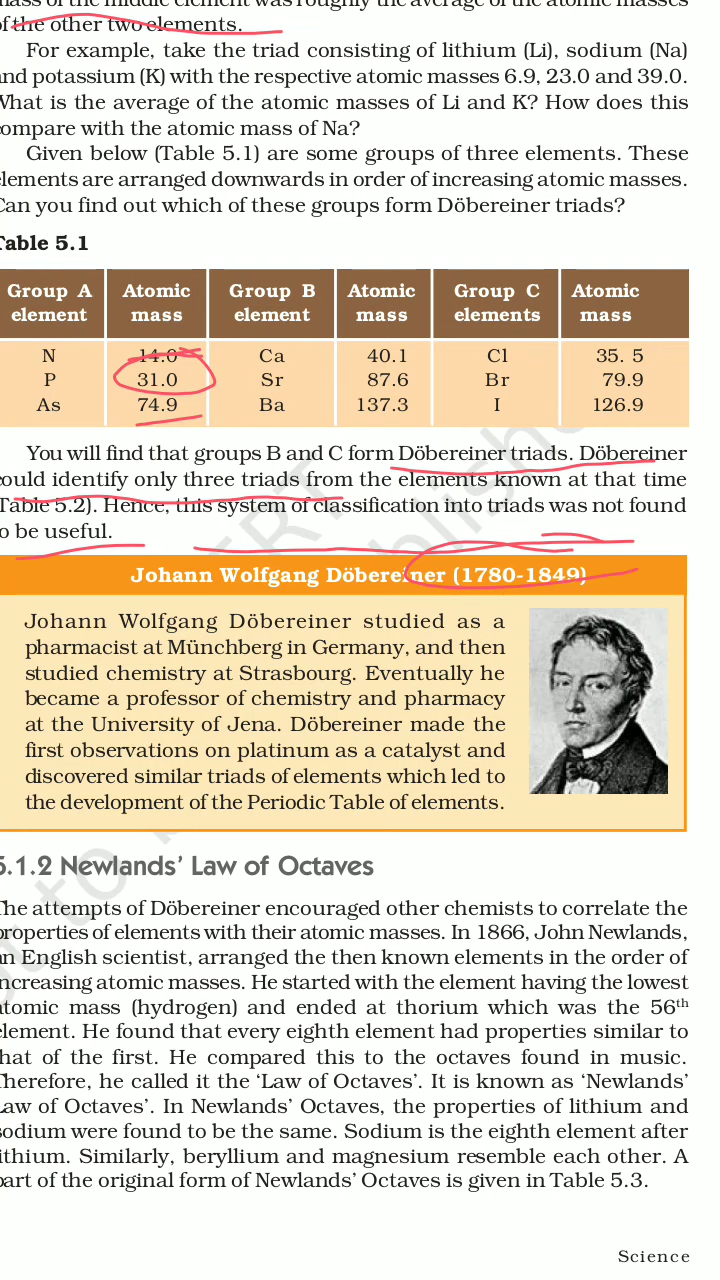 mass of the middle element was roughly the average of the atomic masses
of the other two elements.
For example, take the triad consisting of lithium (Li), sodium (Na)
and potassium (K) with the respective atomic masses 6.9, 23.0 and 39.0.
What is the average of the atomic masses of Li and K? How does this
compare with the atomic mass of Na?
Given below (Table 5.1) are some groups of three elements. These
elements are arranged downwards in order of increasing atomic masses.
Can you find out which of these groups form Döbereiner triads?
Table 5.1
Group A Atomic Group B Atomic Group C Atomic
element mass element mass elements mass
N 14.0 Ca 40.1 Cl 35. 5
P 31.0 Sr 87.6 Br 79.9
As 74.9 Ba 137.3 I 126.9
You will find that groups B and C form Döbereiner triads. Döbereiner
could identify only three triads from the elements known at that time
(Table 5.2). Hence, this system of classification into triads was not found
to be useful.
Johann Wolfgang Döbereiner (1780-1849)
Johann Wolfgang Döbereiner studied as a
pharmacist at Münchberg in Germany, and then
studied chemistry at Strasbourg. Eventually he
became a professor of chemistry and pharmacy
at the University of Jena. Döbereiner made the
first observations on platinum as a catalyst and
discovered similar triads of elements which led to
the development of the Periodic Table of elements.
5.1.2 Newlands' Law of Octaves
The attempts of Döbereiner encouraged other chemists to correlate the
properties of elements with their atomic masses. In 1866, John Newlands,
an English scientist, arranged the then known elements in the order of
increasing atomic masses. He started with the element having the lowest
atomic mass (hydrogen) and ended at thorium which was the 56th
element. He found that every eighth element had properties similar to
that of the first. He compared this to the octaves found in music.
Therefore, he called it the 'Law of Octaves'. It is known as 'Newlands'
Law of Octaves'. In Newlands' Octaves, the properties of lithium and
sodium were found to be the same. Sodium is the eighth element after
lithium. Similarly, beryllium and magnesium resemble each other. A
part of the original form of Newlands' Octaves is given in Table 5.3.
Science